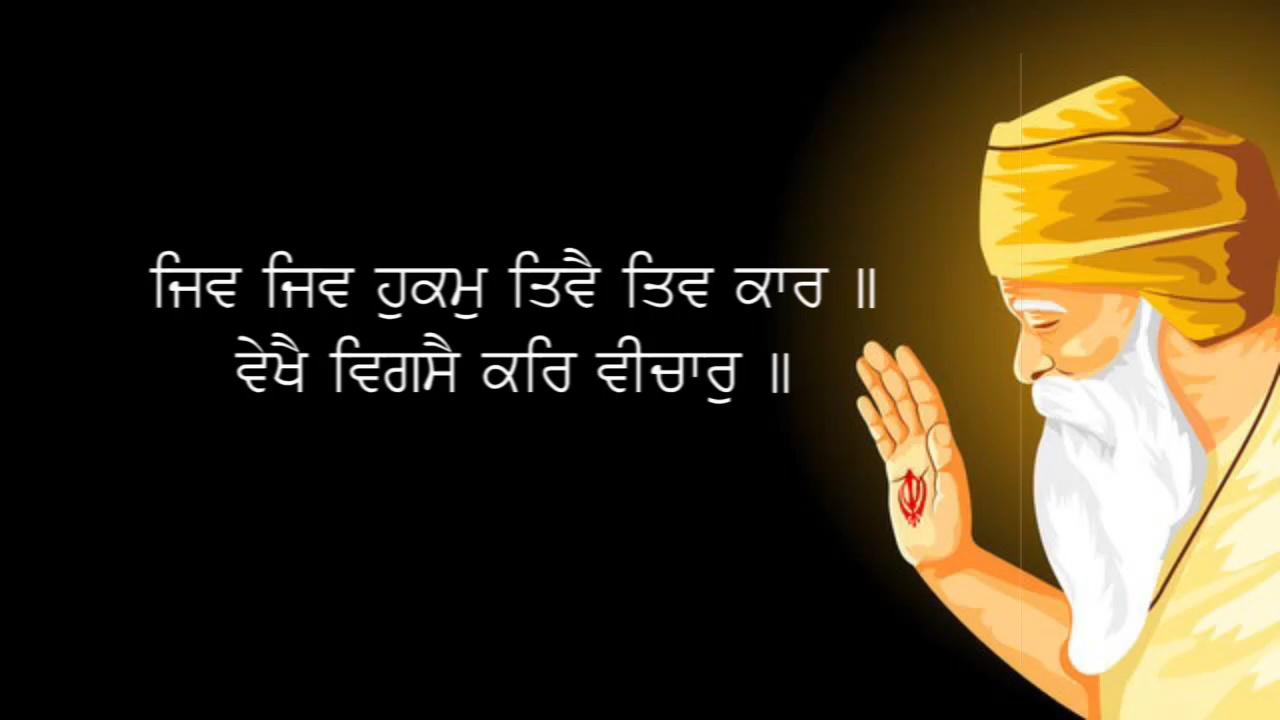 ਜਿਵ ਜਿਵ ਹੁਕਮੁ ਤਿਵੈ ਤਿਵ ਕਾਰ ॥
ਵੇਖੈ ਵਿਗਸੈ ਕਰਿ ਵੀਚਾਰੁ ॥